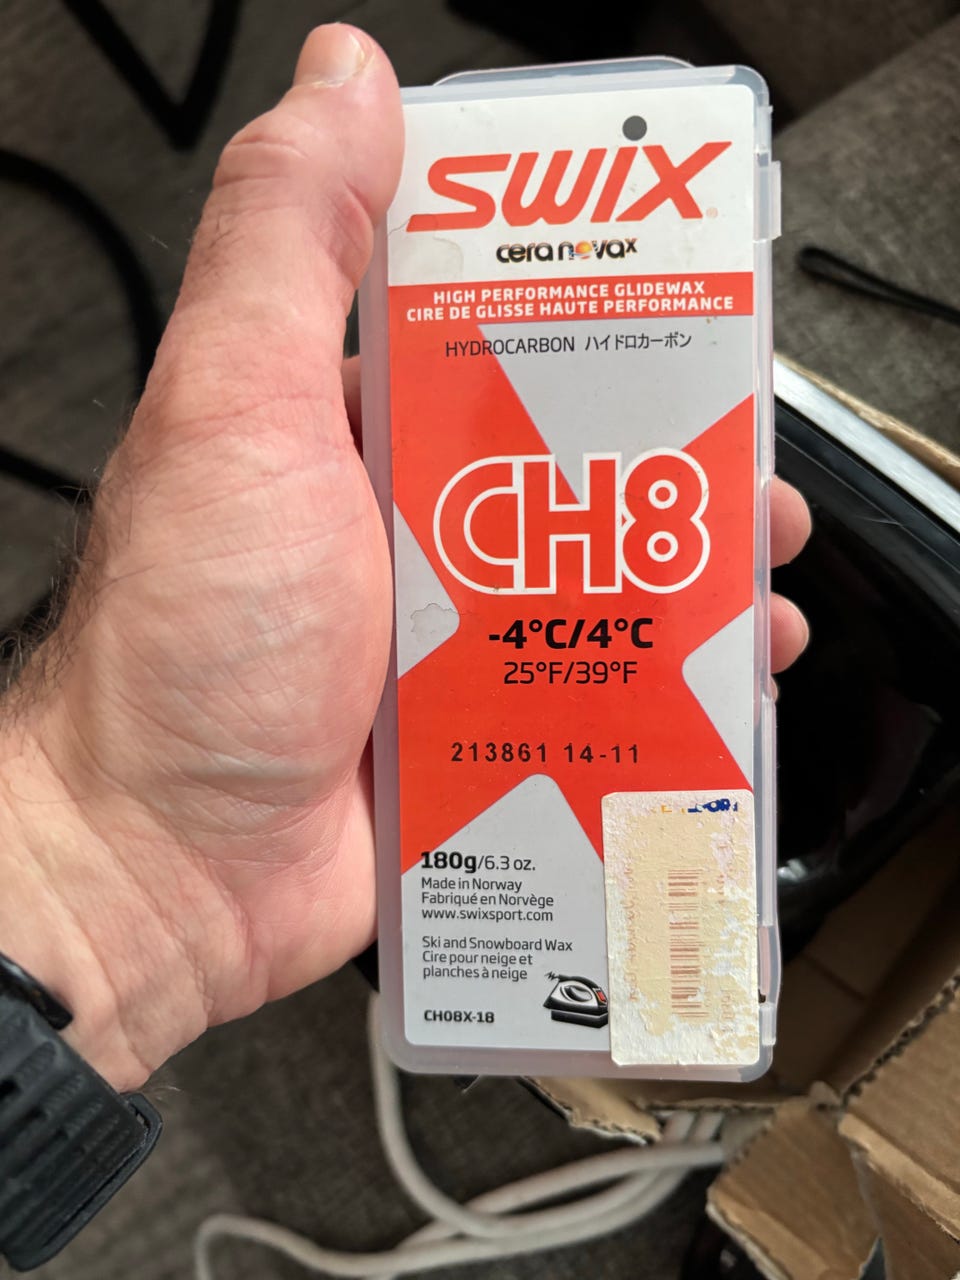 SWIX®
cera novax
HIGH PERFORMANCE GLIDEWAX
CIRE DE GLISSE HAUTE PERFORMANCE
HYDROCARBON ハイドロカーボン
CH8
-4°C/4°C
25°F/39°F
213861 14-11
180g/6.3 oz.
Made in Norway
Fabriqué en Norvège
www.swixsport.com
Ski and Snowboard Wax
Cire pour neige et
planches à neige
CH08X-18